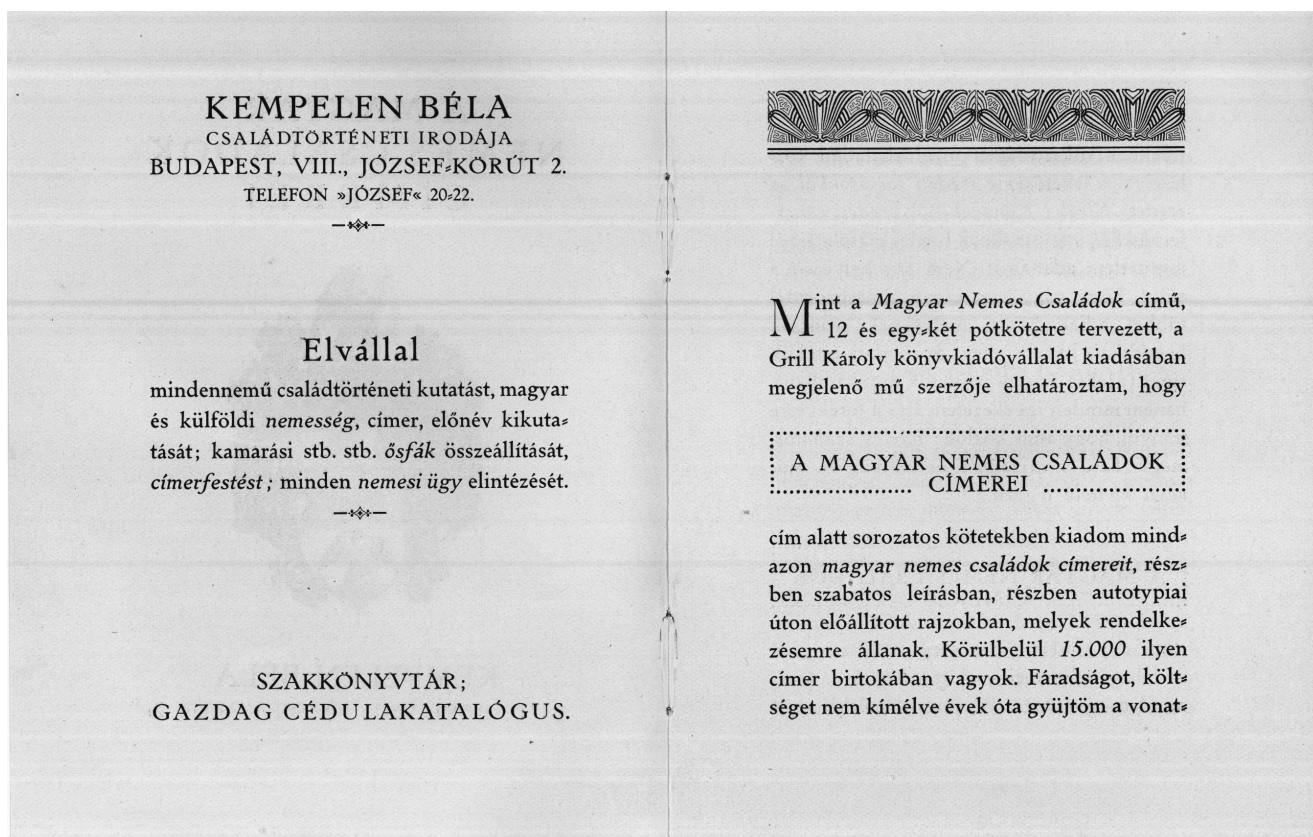 KEMPELEN BÉLA
CSALÁDTÖRTÉNETI IRODÁJA
BUDAPEST, VIII., JÓZSEF⸗KÖRÚT 2.
TELEFON »JÓZSEF« 20⸗22.
Elvállal
mindennemű családtörténeti kutatást, magyar
és külföldi nemesség, címer, előnév kikuta⸗
tását; kamarási stb. stb. ősfák összeállítását,
címerfestést; minden nemesi ügy elintézését.
SZAKKÖNYVTÁR;
GAZDAG CÉDULAKATALÓGUS.
Mint a Magyar Nemes Családok című,
12 és egy⸗két pótkötetre tervezett, a
Grill Károly könyvkiadóvállalat kiadásában
megjelenő mű szerzője elhatároztam, hogy
A MAGYAR NEMES CSALÁDOK
CÍMEREI
cím alatt sorozatos kötetekben kiadom mind⸗
azon magyar nemes családok címereit, rész⸗
ben szabatos leírásban, részben autotypiai
úton előállított rajzokban, melyek rendelke⸗
zésemre állanak. Körülbelül 15.000 ilyen
címer birtokában vagyok. Fáradságot, költ⸗
séget nem kímélve évek óta gyüjtöm a vonat⸗